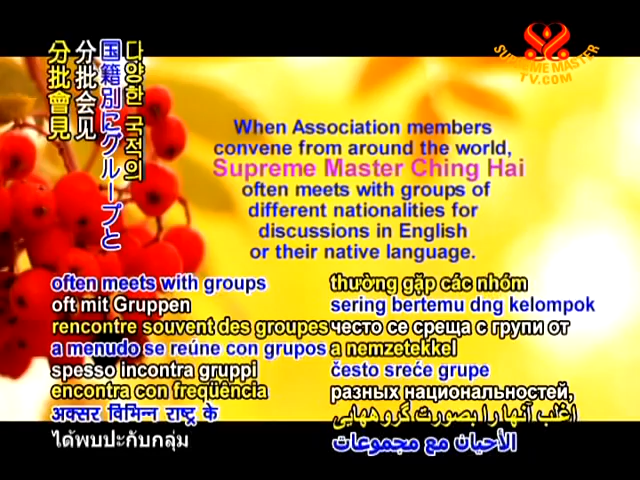 SUPREME MASTER
TV.COM
分批會見
分批会见
国籍別にグループと
다양한 국적의
When Association members
convene from around the world,
Supreme Master Ching Hai
often meets with groups of
different nationalities for
discussions in English
or their native language.
often meets with groups
oft mit Gruppen
rencontre souvent des groupes
a menudo se reúne con grupos
spesso incontra gruppi
encontra con freqüência
अक्सर विभिन्न राष्ट्र के
ได้พบปะกับกลุ่ม
thường gặp các nhóm
sering bertemu dng kelompok
често се среща с групи от
a nemzetekkel
često sreće grupe
разных национальностей,
اغلب آنها را بصورت گروههایی
الأحيان مع مجموعات